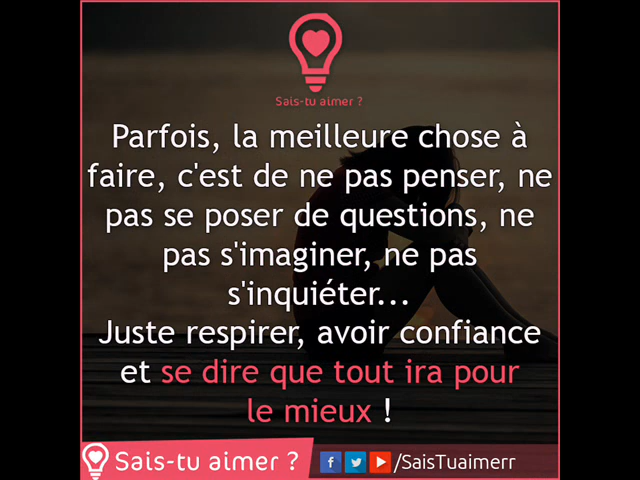 Sais-tu aimer ?
Parfois, la meilleure chose à
faire, c'est de ne pas penser, ne
pas se poser de questions, ne
pas s'imaginer, ne pas
s'inquiéter...
Juste respirer, avoir confiance
et se dire que tout ira pour
le mieux !
Sais-tu aimer ? /SaisTuaimerr